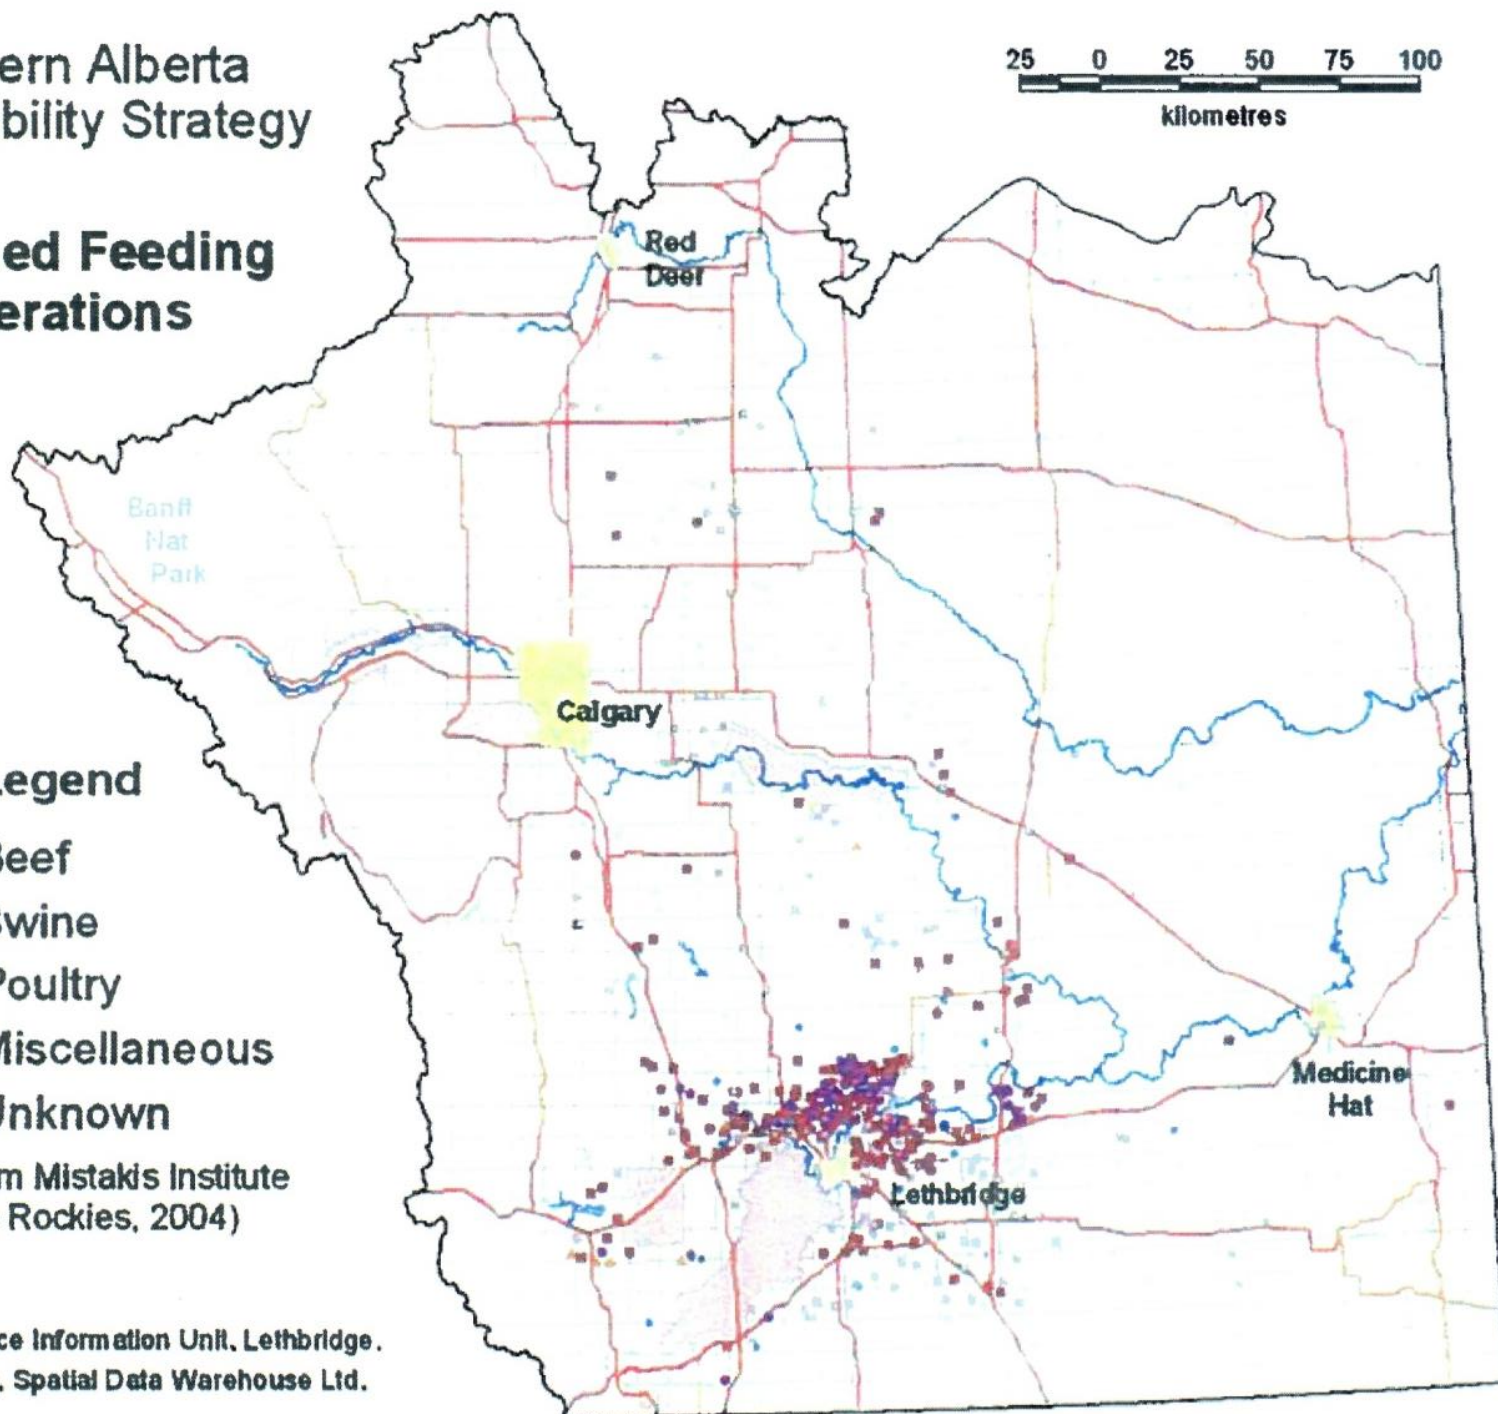 ern Alberta
bility Strategy
ed Feeding
erations
25 0 25 50 75 100
kilometres
Red
Deer
Banff
Nat
Park
Calgary
Legend
Beef
Swine
Poultry
Miscellaneous
Unknown
m Mistakis Institute
Rockies, 2004)
Medicine
Hat
Lethbridge
ce Information Unit, Lethbridge.
. Spatial Data Warehouse Ltd.